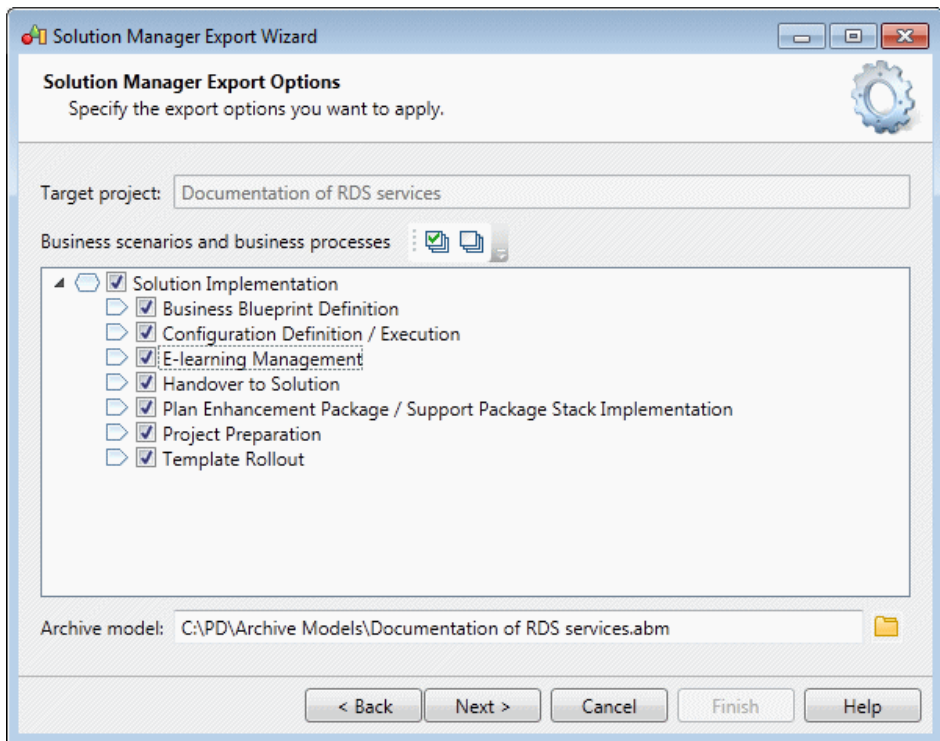 Solution Manager Export Wizard
Solution Manager Export Options
Specify the export options you want to apply.
Target project: Documentation of RDS services
Business scenarios and business processes
Solution Implementation
Business Blueprint Definition
Configuration Definition / Execution
E-learning Management
Handover to Solution
Plan Enhancement Package / Support Package Stack Implementation
Project Preparation
Template Rollout
Archive model: C:\PD\Archive Models\Documentation of RDS services.abm
< Back Next > Cancel Finish Help